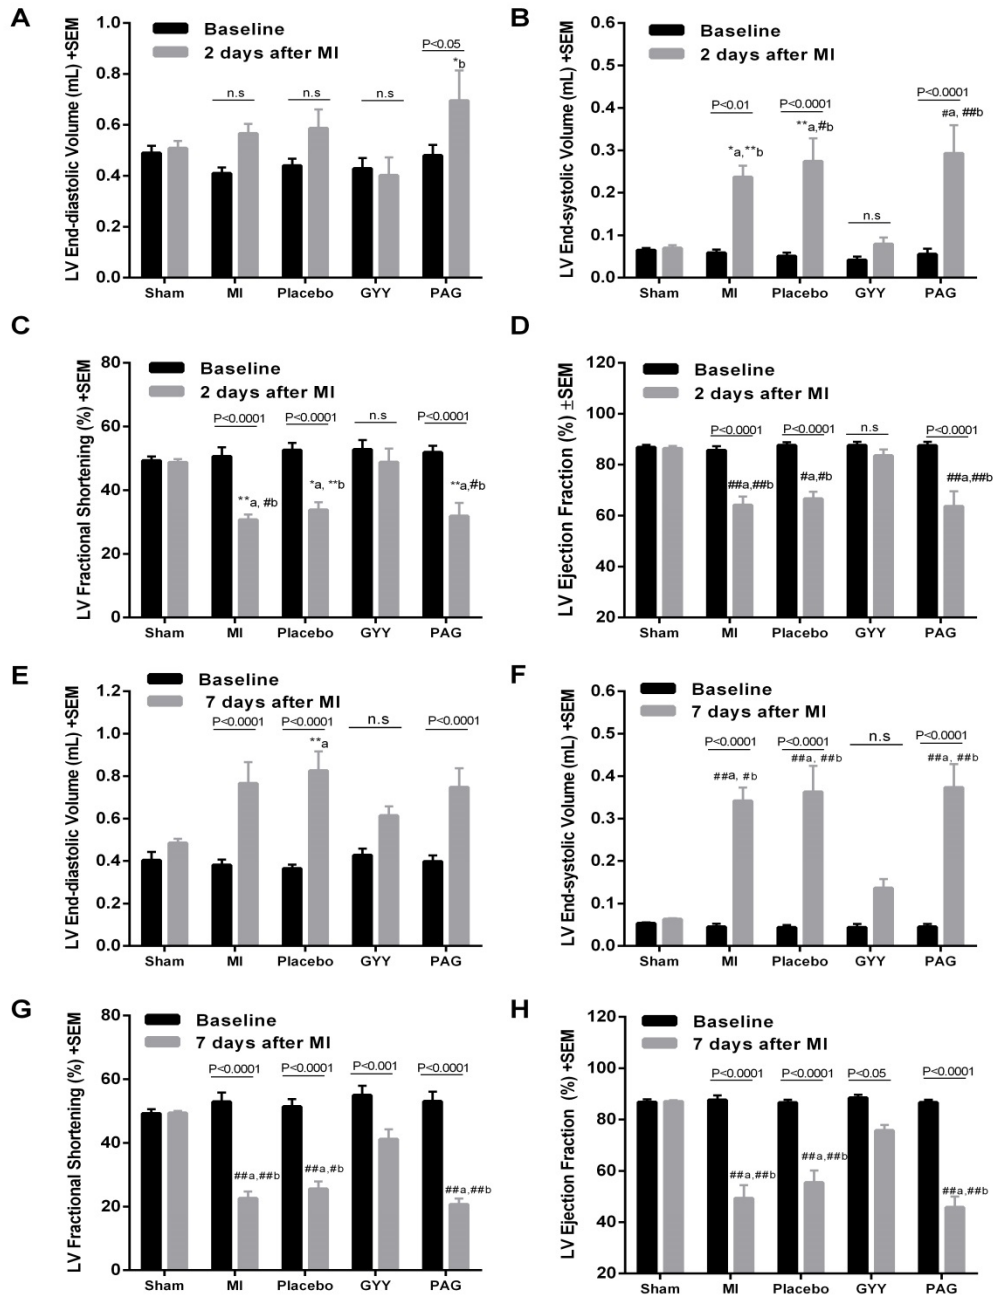 A
LV End-diastolic Volume (mL) +SEM
1.0
0.8
0.6
0.4
0.2
0.0
Baseline
2 days after MI
n.s
n.s
n.s
P<0.05
*b
Sham
MI
Placebo
GYY
PAG
B
LV End-systolic Volume (mL) +SEM
0.6
0.5
0.4
0.3
0.2
0.1
0.0
Baseline
2 days after MI
P<0.01
*a,**b
P<0.0001
**a,#b
n.s
P<0.0001
#a, ##b
Sham
MI
Placebo
GYY
PAG
C
LV Fractional Shortening (%) +SEM
80
60
40
20
0
Baseline
2 days after MI
P<0.0001
**a, #b
P<0.0001
*a, **b
n.s
P<0.0001
**a,#b
Sham
MI
Placebo
GYY
PAG
D
LV Ejection Fraction (%) ±SEM
120
100
80
60
40
20
Baseline
2 days after MI
P<0.0001
##a,##b
P<0.0001
#a,#b
n.s
P<0.0001
##a,##b
Sham
MI
Placebo
GYY
PAG
E
LV End-diastolic Volume (mL) +SEM
1.2
1.0
0.8
0.6
0.4
0.2
0.0
Baseline
7 days after MI
P<0.0001
P<0.0001
**a
n.s
P<0.0001
Sham
MI
Placebo
GYY
PAG
F
LV End-systolic Volume (mL) +SEM
0.6
0.5
0.4
0.3
0.2
0.1
0.0
Baseline
7 days after MI
P<0.0001
##a, #b
P<0.0001
##a, ##b
n.s
P<0.0001
##a, ##b
Sham
MI
Placebo
GYY
PAG
G
LV Fractional Shortening (%) +SEM
80
60
40
20
0
Baseline
7 days after MI
P<0.0001
##a,##b
P<0.0001
##a,#b
P<0.001
P<0.0001
##a,##b
Sham
MI
Placebo
GYY
PAG
H
LV Ejection Fraction (%) +SEM
120
100
80
60
40
20
Baseline
7 days after MI
P<0.0001
##a,##b
P<0.0001
##a,##b
P<0.05
P<0.0001
##a,##b
Sham
MI
Placebo
GYY
PAG